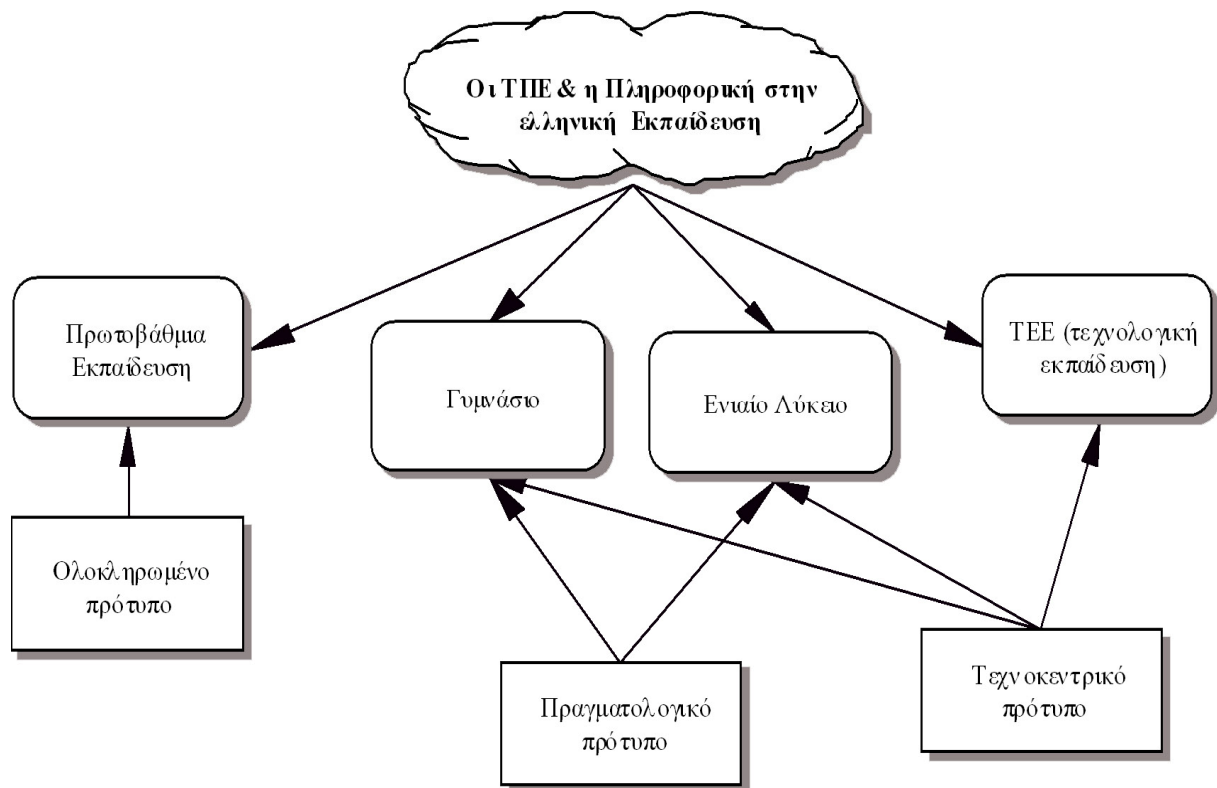 Οι ΤΠΕ & η Πληροφορική στην
ελληνική Εκπαίδευση
Πρωτοβάθμια
Εκπαίδευση
Γυμνάσιο
Ενιαίο Λύκειο
ΤΕΕ (τεχνολογική
εκπαίδευση)
Ολοκληρωμένο
πρότυπο
Πραγματολογικό
πρότυπο
Τεχνοκεντρικό
πρότυπο